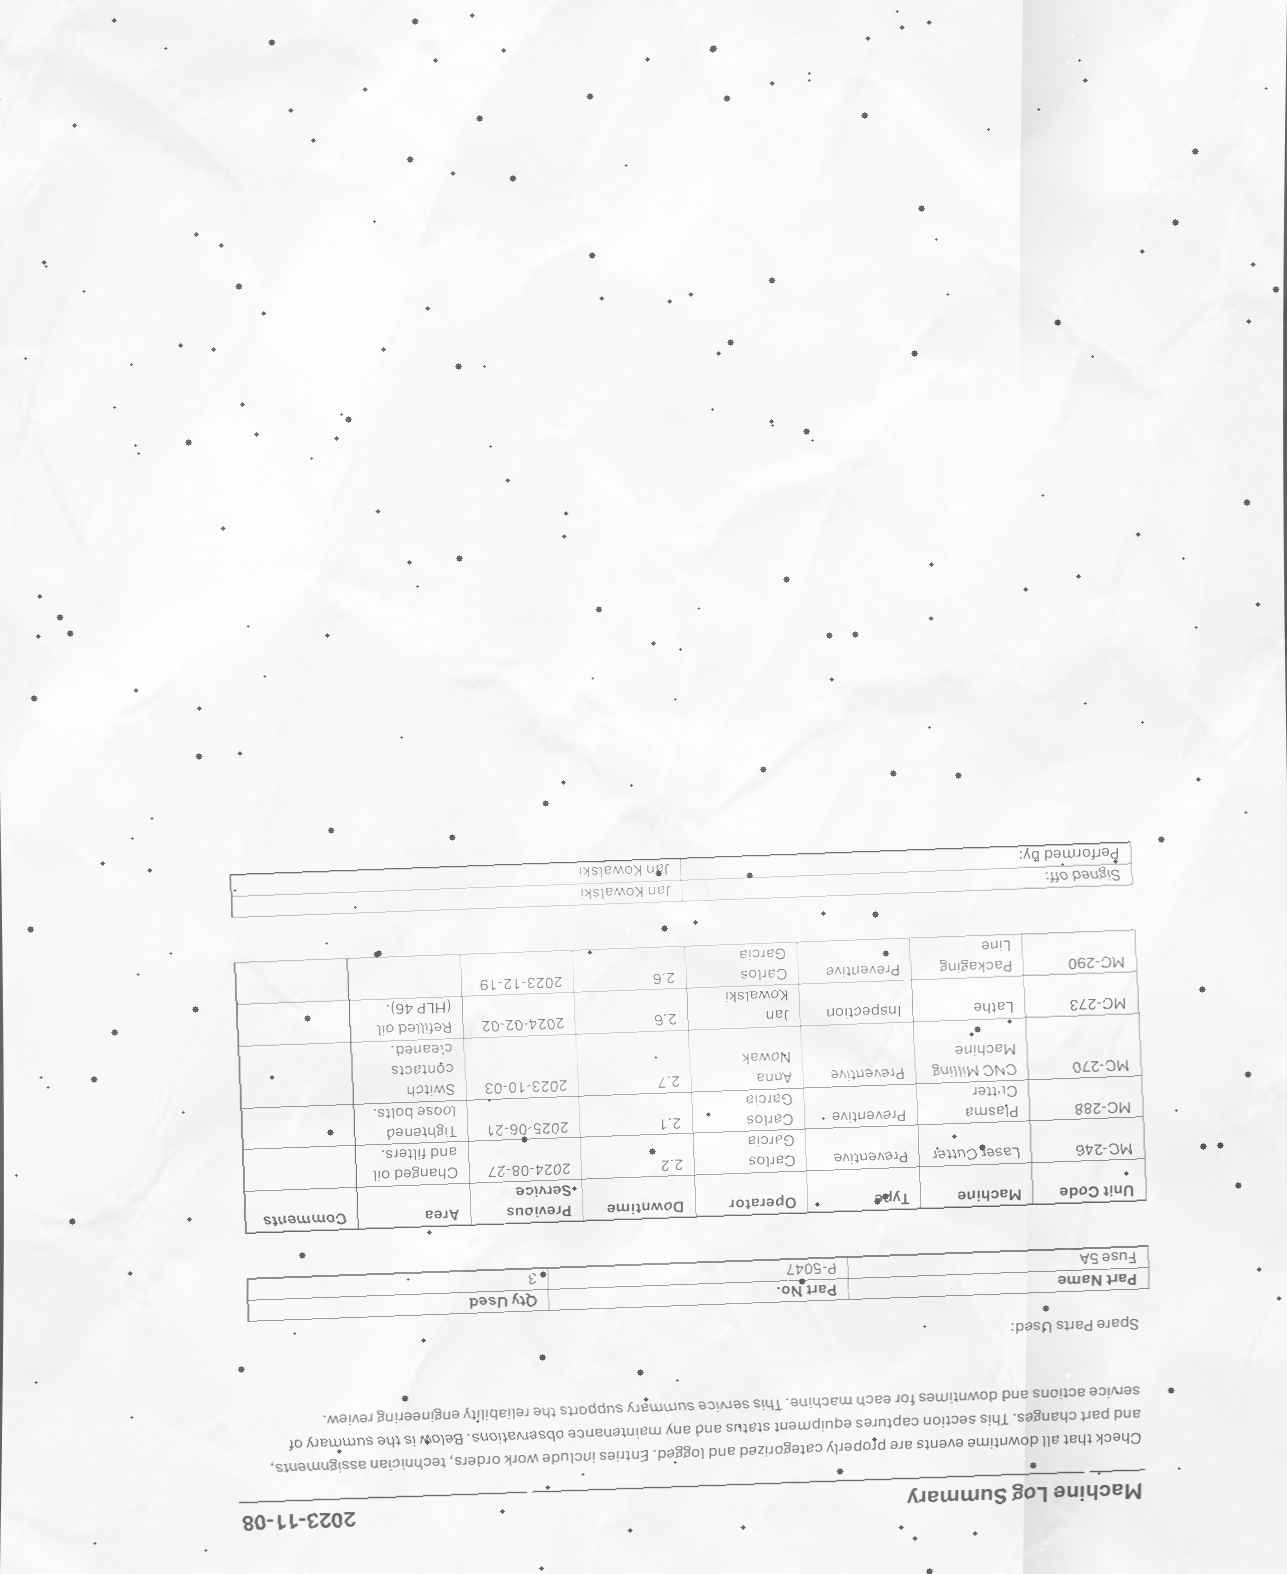 Machine Log Summary 2023-11-08
Check that all downtime events are properly categorized and logged. Entries include work orders, technician assignments,
and part changes. This section captures equipment status and any maintenance observations. Below is the summary of
service actions and downtimes for each machine. This service summary supports the reliability engineering review.
Spare Parts Used:
Part Name Part No. Qty Used
Fuse 5A P-5047 3
Unit Code Machine Type Operator Downtime Previous Service Area Comments
MC-246 Laser Cutter Preventive Carlos Garcia 2.2 2024-08-27 Changed oil and filters.
MC-288 Plasma Cutter Preventive Carlos Garcia 2.1 2025-06-21 Tightened loose bolts.
MC-270 CNC Milling Machine Preventive Anna Nowak 2.7 2023-10-03 Switch contacts cleaned.
MC-273 Lathe Inspection Jan Kowalski 2.6 2024-02-02 Refilled oil (HLP 46).
MC-290 Packaging Line Preventive Carlos Garcia 2.6 2023-12-19
Signed off: Jan Kowalski
Performed by: Jan Kowalski